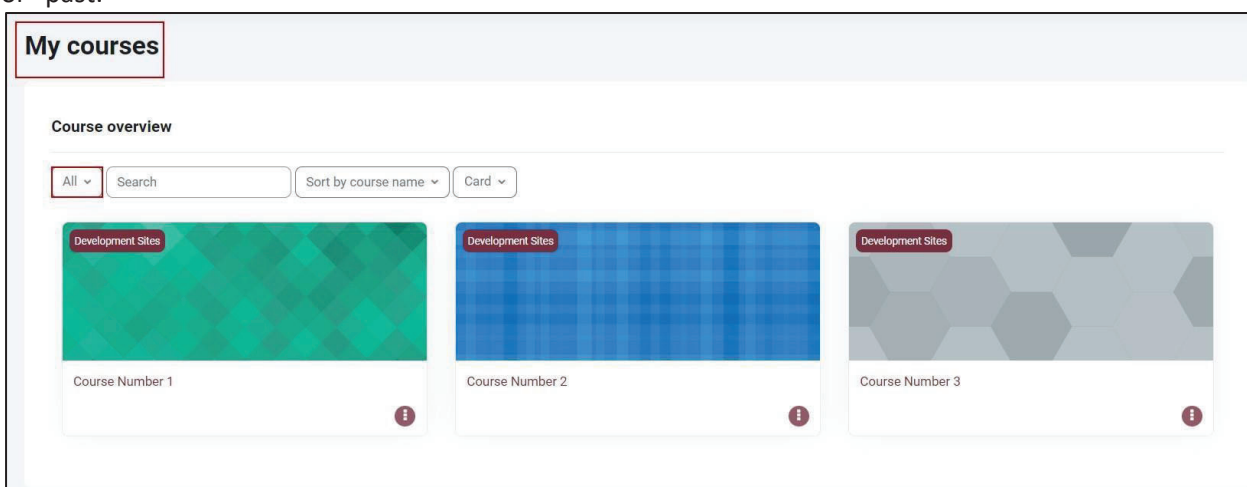 My courses
Course overview
All Search Sort by course name Card
Development Sites Development Sites Development Sites
Course Number 1 Course Number 2 Course Number 3